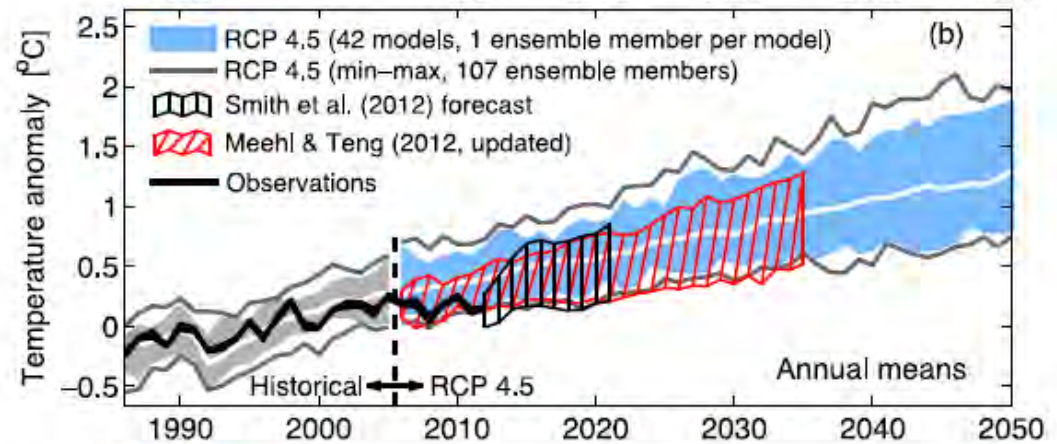 Temperature anomaly [ºC]
2.5
2
1.5
1
0.5
0
−0.5
(b)
RCP 4.5 (42 models, 1 ensemble member per model)
RCP 4.5 (min−max, 107 ensemble members)
Smith et al. (2012) forecast
Meehl & Teng (2012, updated)
Observations
Historical
RCP 4.5
Annual means
1990 2000 2010 2020 2030 2040 2050